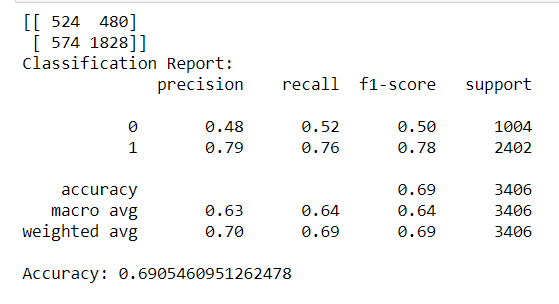 [[ 524  480]
 [ 574 1828]]
Classification Report:
              precision    recall  f1-score   support

           0       0.48      0.52      0.50      1004
           1       0.79      0.76      0.78      2402

    accuracy                           0.69      3406
   macro avg       0.63      0.64      0.64      3406
weighted avg       0.70      0.69      0.69      3406

Accuracy: 0.6905460951262478